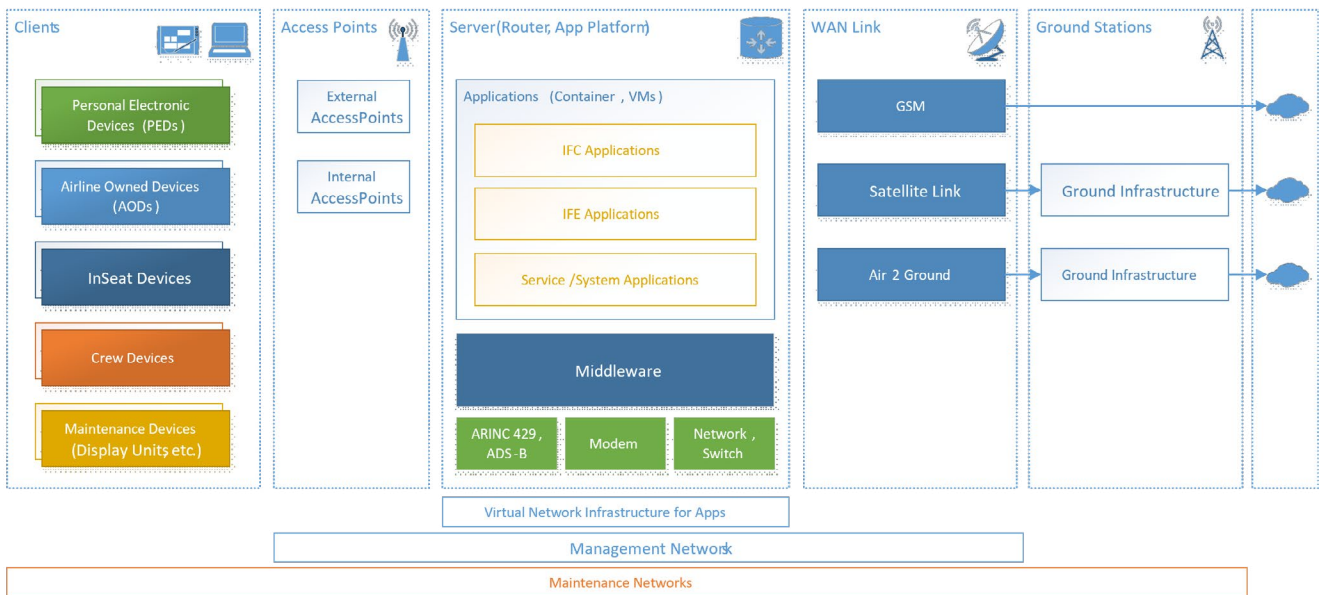 Clients
Personal Electronic
Devices (PEDs)
Airline Owned Devices
(AODs)
InSeat Devices
Crew Devices
Maintenance Devices
(Display Units, etc.)
Access Points
External
AccessPoints
Internal
AccessPoints
Server(Router, App Platform)
Applications (Container , VMs)
IFC Applications
IFE Applications
Service /System Applications
Middleware
ARINC 429 ,
ADS-B
Modem
Network ,
Switch
WAN Link
GSM
Satellite Link
Air 2 Ground
Ground Stations
Ground Infrastructure
Ground Infrastructure
Virtual Network Infrastructure for Apps
Management Networks
Maintenance Networks